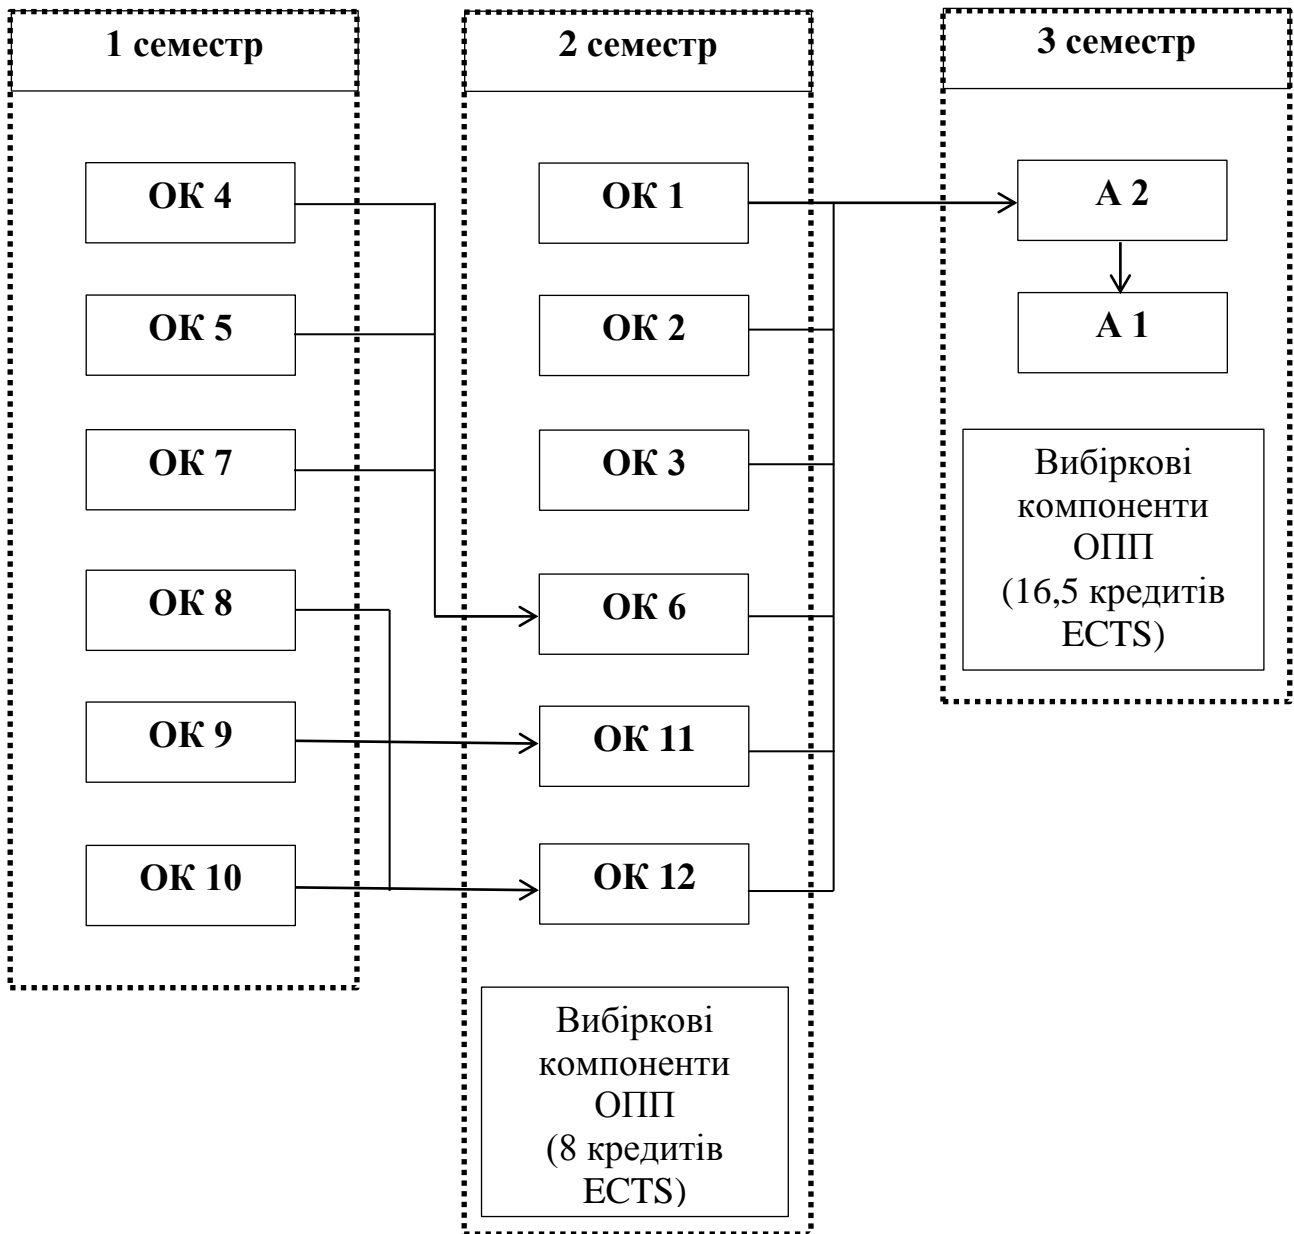 1 семестр
ОК 4
ОК 5
ОК 7
ОК 8
ОК 9
ОК 10
2 семестр
ОК 1
ОК 2
ОК 3
ОК 6
ОК 11
ОК 12
Вибіркові
компоненти
ОПП
(8 кредитів
ECTS)
3 семестр
А 2
А 1
Вибіркові
компоненти
ОПП
(16,5 кредитів
ECTS)